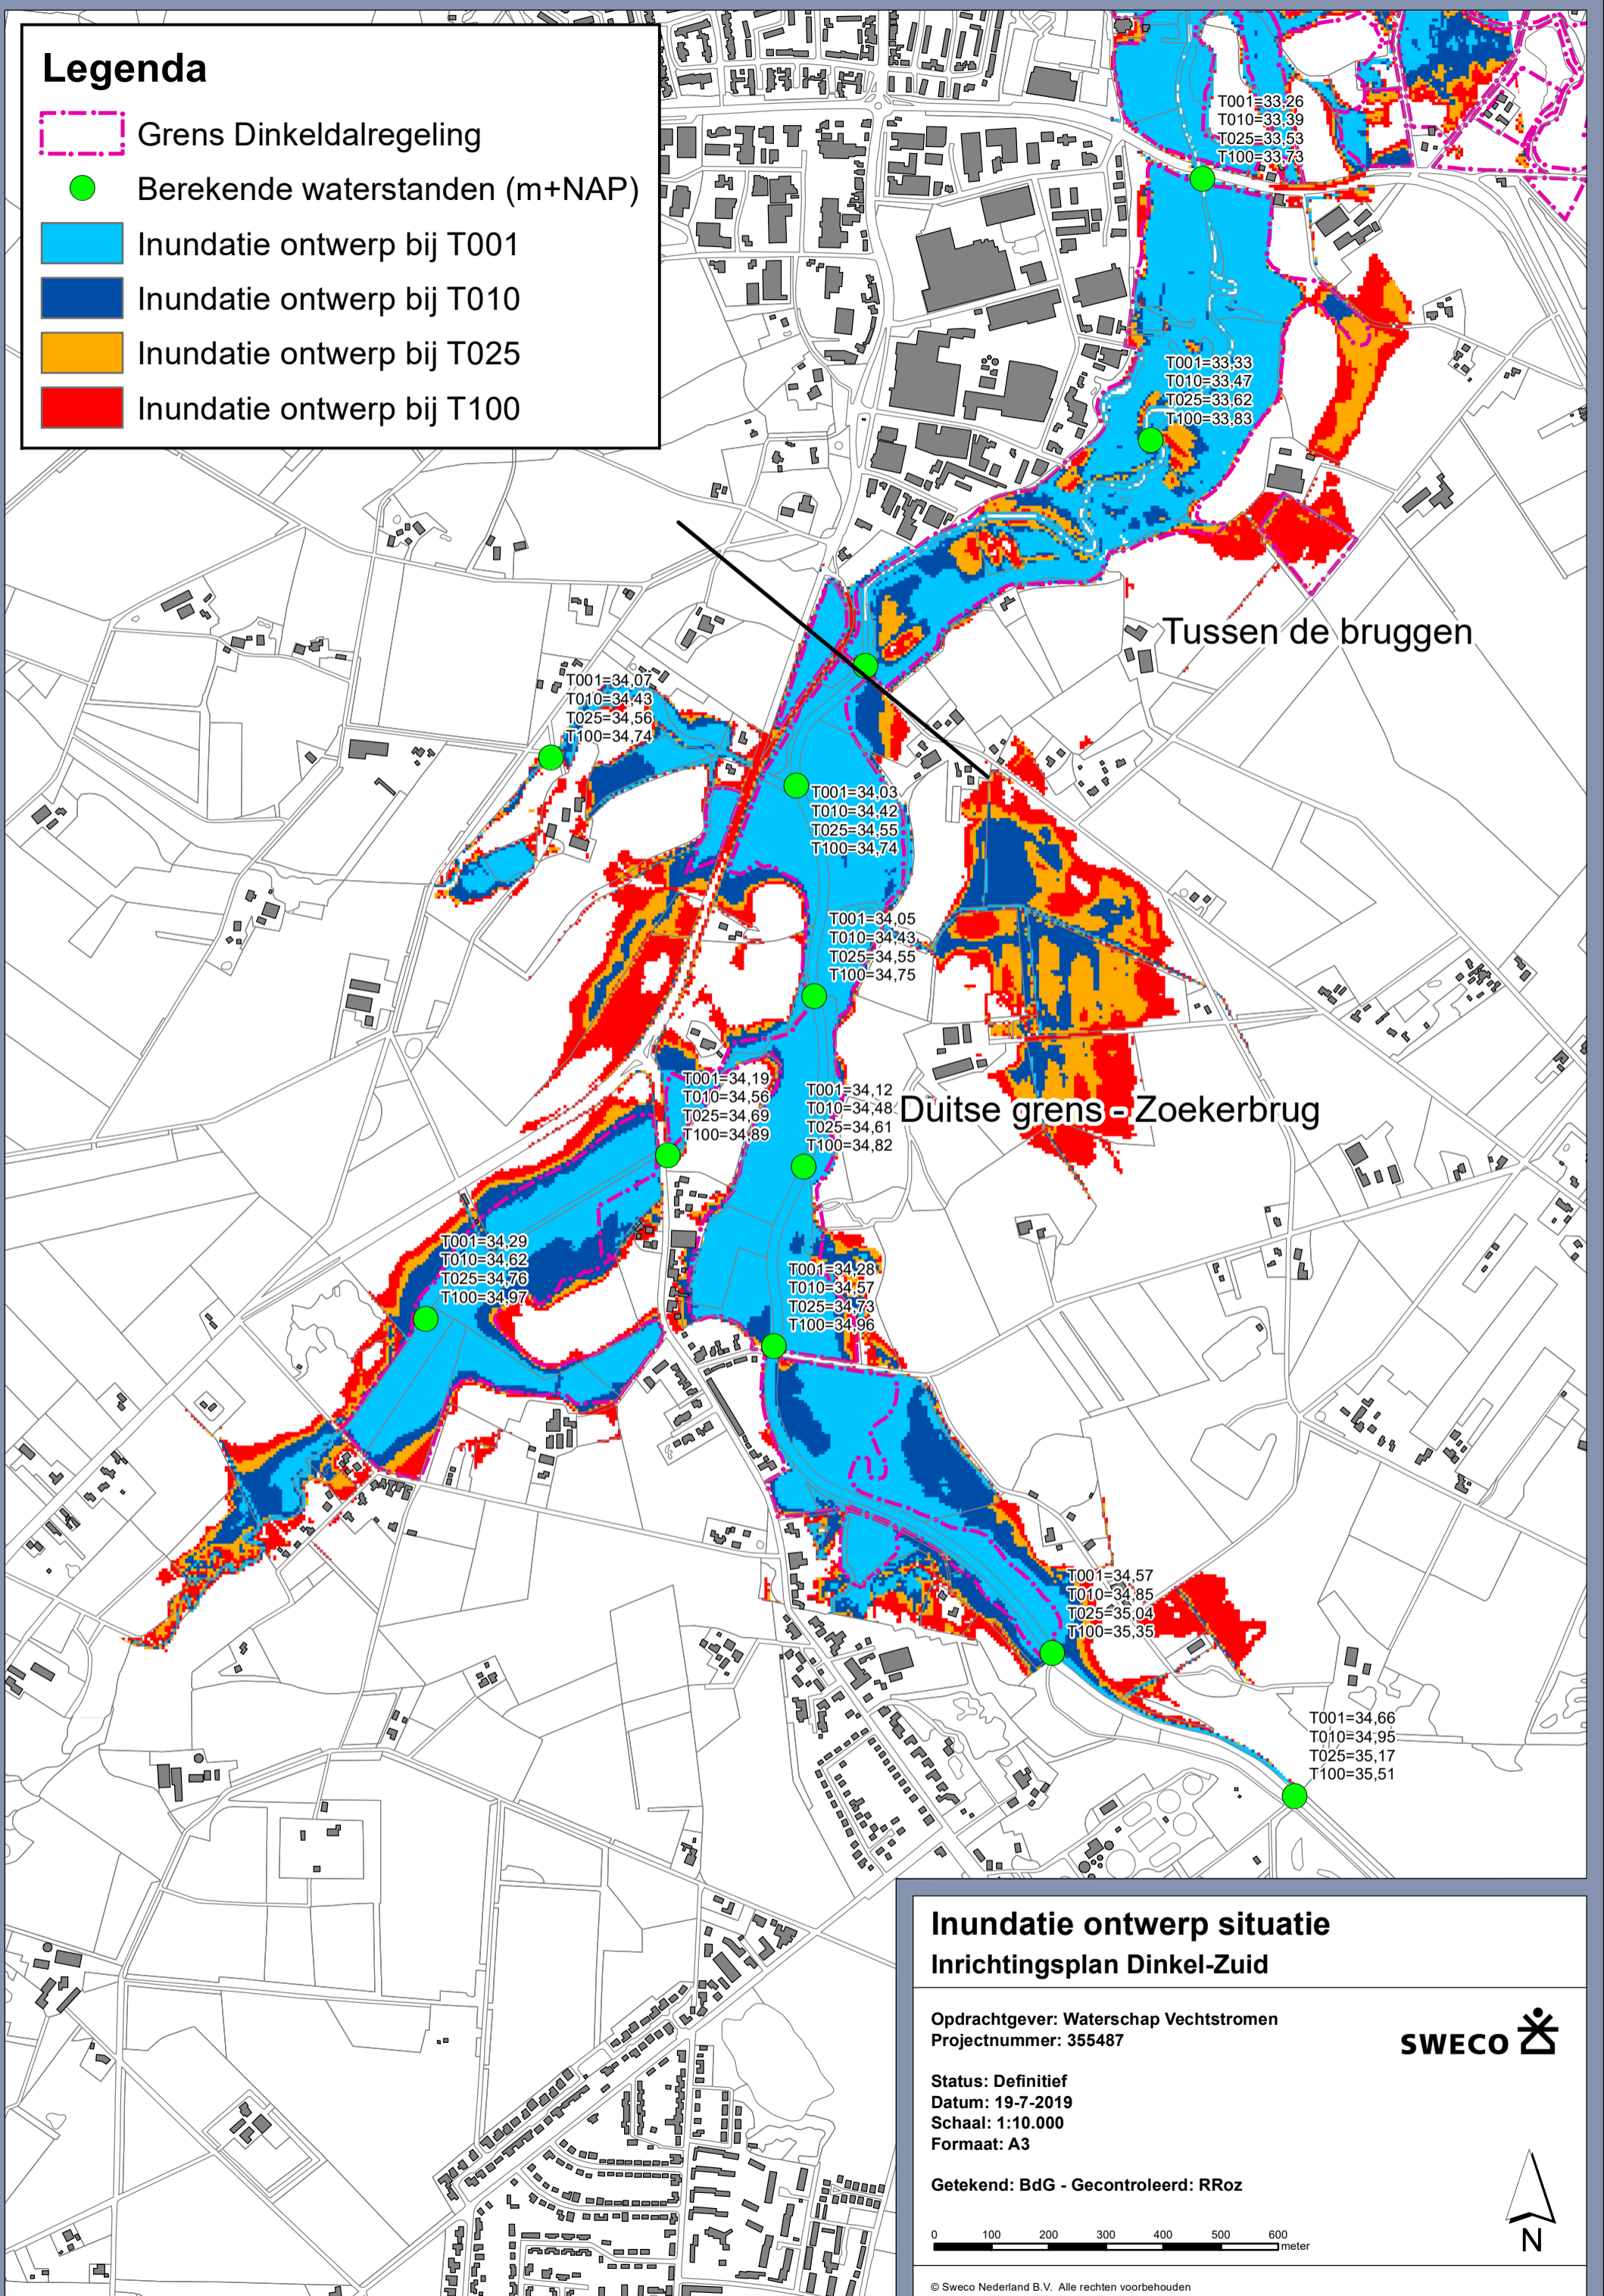 Legenda
Grens Dinkeldalregeling
Berekende waterstanden (m+NAP)
Inundatie ontwerp bij T001
Inundatie ontwerp bij T010
Inundatie ontwerp bij T025
Inundatie ontwerp bij T100
T001=33,26
T010=33,39
T025=33,53
T100=33,73
T001=33,33
T010=33,47
T025=33,62
T100=33,83
Tussen de bruggen
T001=34,07
T010=34,43
T025=34,56
T100=34,74
T001=34,03
T010=34,42
T025=34,55
T100=34,74
T001=34,05
T010=34,43
T025=34,55
T100=34,75
T001=34,19
T010=34,56
T025=34,69
T100=34,89
T001=34,12
T010=34,48
T025=34,61
T100=34,82
Duitse grens - Zoekerbrug
T001=34,29
T010=34,62
T025=34,76
T100=34,97
T001=34,28
T010=34,57
T025=34,73
T100=34,96
T001=34,57
T010=34,85
T025=35,04
T100=35,35
T001=34,66
T010=34,95
T025=35,17
T100=35,51
Inundatie ontwerp situatie
Inrichtingsplan Dinkel-Zuid
Opdrachtgever: Waterschap Vechtstromen
Projectnummer: 355487
SWECO
Status: Definitief
Datum: 19-7-2019
Schaal: 1:10.000
Formaat: A3
Getekend: BdG - Gecontroleerd: RRoz
0 100 200 300 400 500 600
meter
N
© Sweco Nederland B.V. Alle rechten voorbehouden